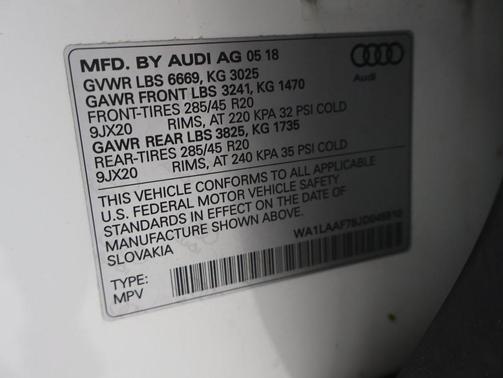 MFD. BY AUDI AG 05 18
GVWR LBS 6669, KG 3025
GAWR FRONT LBS 3241, KG 1470
FRONT-TIRES 285/45 R20
9JX20 RIMS, AT 220 KPA 32 PSI COLD
GAWR REAR LBS 3825, KG 1735
REAR-TIRES 285/45 R20
9JX20 RIMS, AT 240 KPA 35 PSI COLD
Audi
THIS VEHICLE CONFORMS TO ALL APPLICABLE
U.S. FEDERAL MOTOR VEHICLE SAFETY
STANDARDS IN EFFECT ON THE DATE OF
MANUFACTURE SHOWN ABOVE.
SLOVAKIA
TYPE:
MPV